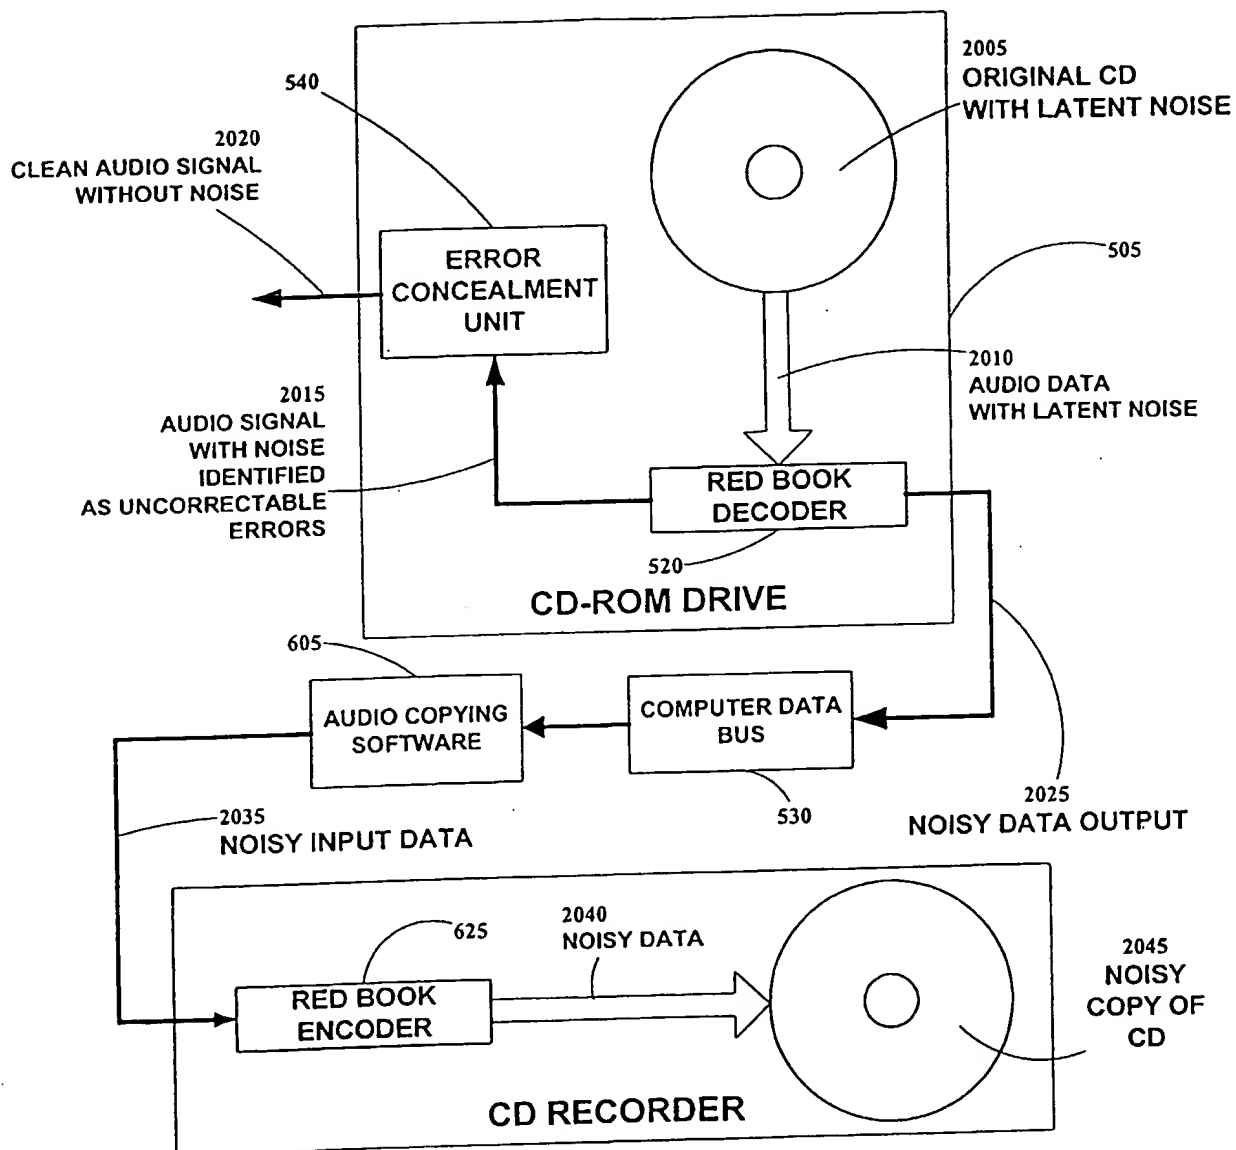 2005
ORIGINAL CD
WITH LATENT NOISE
540
2020
CLEAN AUDIO SIGNAL
WITHOUT NOISE
ERROR
CONCEALMENT
UNIT
505
2010
AUDIO DATA
WITH LATENT NOISE
2015
AUDIO SIGNAL
WITH NOISE
IDENTIFIED
AS UNCORRECTABLE
ERRORS
RED BOOK
DECODER
520
CD-ROM DRIVE
605
AUDIO COPYING
SOFTWARE
COMPUTER DATA
BUS
530
2025
NOISY DATA OUTPUT
2035
NOISY INPUT DATA
625
2040
NOISY DATA
RED BOOK
ENCODER
2045
NOISY
COPY OF
CD
CD RECORDER